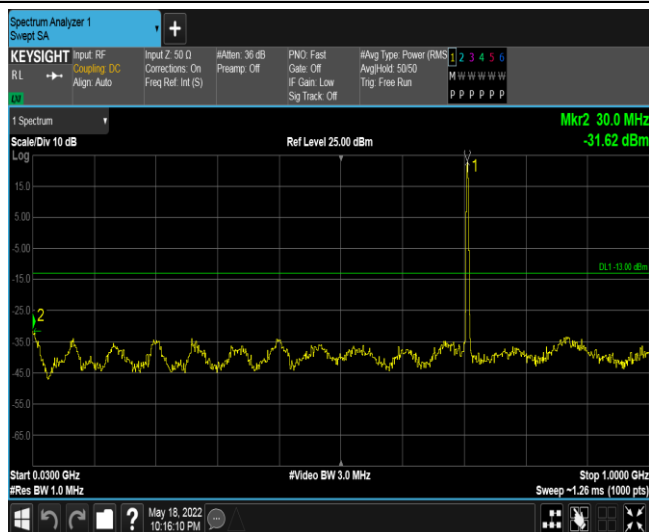 Spectrum Analyzer 1
Swept SA
+
KEYSIGHT
RL
Input: RF
Coupling: DC
Align: Auto
Input Z: 50 Ω
Corrections: On
Freq Ref: Int (S)
#Atten: 36 dB
Preamp: Off
PNO: Fast
Gate: Off
IF Gain: Low
Sig Track: Off
#Avg Type: Power (RMS
Avg|Hold: 50/50
Trig: Free Run
1 2 3 4 5 6
M W W W W W
P P P P P P
1 Spectrum
Scale/Div 10 dB
Ref Level 25.00 dBm
Mkr2 30.0 MHz
-31.62 dBm
Log
15.0
5.00
-5.00
-15.0
-25.0
-35.0
-45.0
-55.0
-65.0
1
2
DL1 -13.00 dBm
Start 0.0300 GHz
#Res BW 1.0 MHz
#Video BW 3.0 MHz
Stop 1.0000 GHz
Sweep ~1.26 ms (1000 pts)
?
May 18, 2022
10:16:10 PM